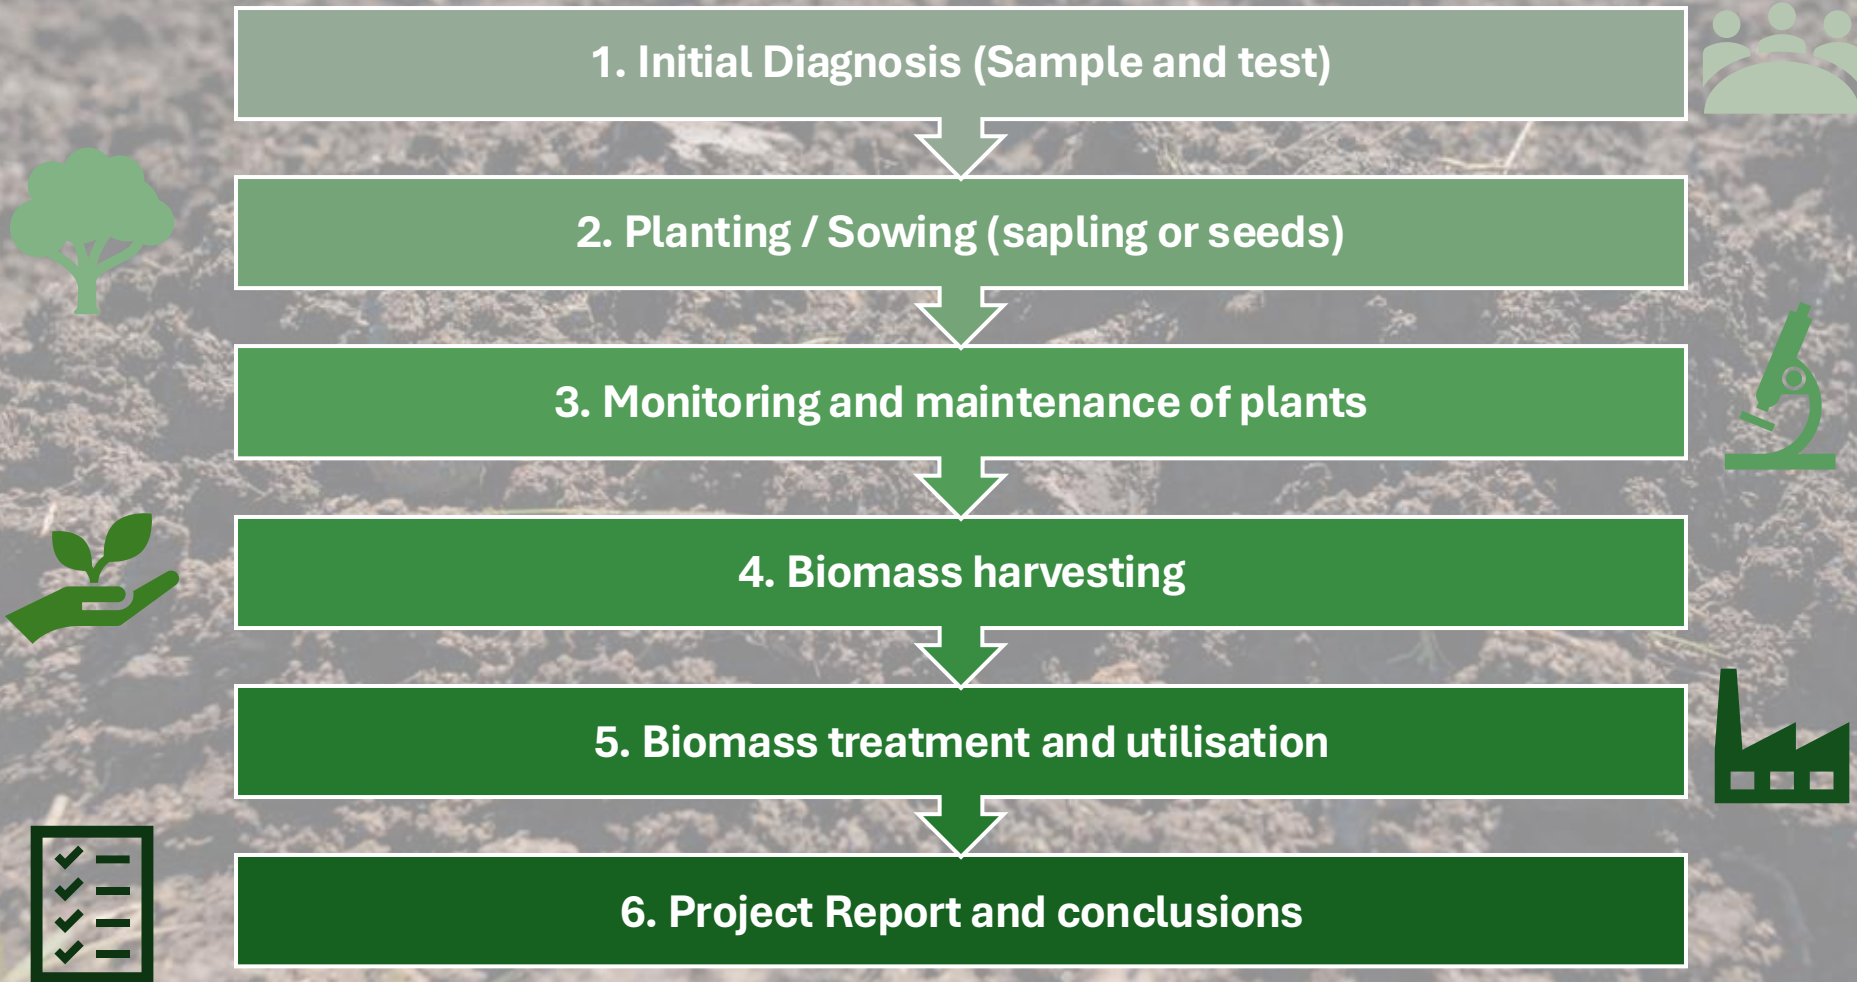 1. Initial Diagnosis (Sample and test)
2. Planting / Sowing (sapling or seeds)
3. Monitoring and maintenance of plants
4. Biomass harvesting
5. Biomass treatment and utilisation
6. Project Report and conclusions